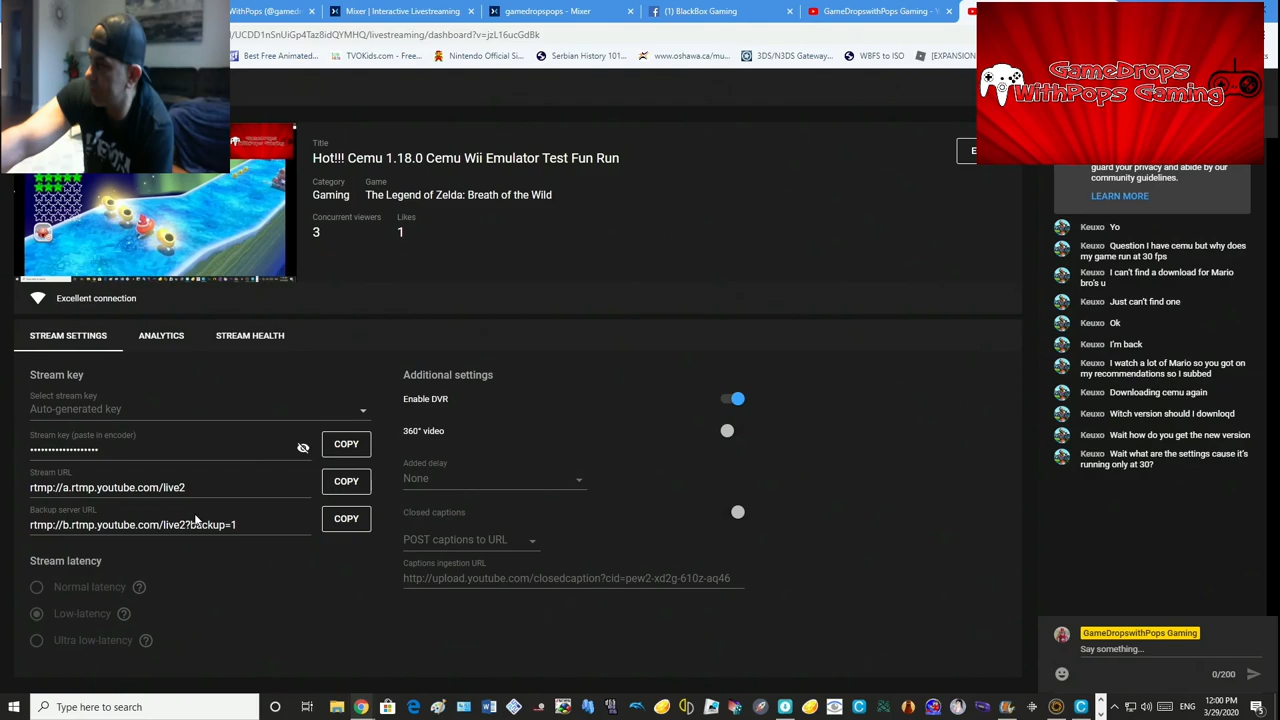 WithPops (@gamedr
Mixer | Interactive Livestreaming
gamedropspops - Mixer
(1) BlackBox Gaming
GameDropswithPops Gaming - Y
/UCDD1nSnUiGp4Taz8idQYMHQ/livestreaming/dashboard?v=jzL16ucGdBk
Best Free Animated...
TVOKids.com - Free...
Nintendo Official Si...
Serbian History 101...
www.oshawa.ca/mu...
3DS/N3DS Gateway...
WBFS to ISO
[EXPANSION
GameDrops
WithPops Gaming
Title
Hot!!! Cemu 1.18.0 Cemu Wii Emulator Test Fun Run
Category
Game
Gaming
The Legend of Zelda: Breath of the Wild
Concurrent viewers
Likes
3
1
Excellent connection
STREAM SETTINGS
ANALYTICS
STREAM HEALTH
Stream key
Select stream key
Auto-generated key
Stream key (paste in encoder)
••••••••••••••••••
COPY
Stream URL
rtmp://a.rtmp.youtube.com/live2
COPY
Backup server URL
rtmp://b.rtmp.youtube.com/live2?backup=1
COPY
Stream latency
Normal latency
Low-latency
Ultra low-latency
Additional settings
Enable DVR
360° video
Added delay
None
Closed captions
POST captions to URL
Captions ingestion URL
http://upload.youtube.com/closedcaption?cid=pew2-xd2g-610z-aq46
guard your privacy and abide by our
community guidelines.
LEARN MORE
Keuxo Yo
Keuxo Question I have cemu but why does
my game run at 30 fps
Keuxo I can't find a download for Mario
bro's u
Keuxo Just can't find one
Keuxo Ok
Keuxo I'm back
Keuxo I watch a lot of Mario so you got on
my recommendations so I subbed
Keuxo Downloading cemu again
Keuxo Witch version should I downloqd
Keuxo Wait how do you get the new version
Keuxo Wait what are the settings cause it's
running only at 30?
GameDropswithPops Gaming
Say something...
0/200
Type here to search
ENG
12:00 PM
3/29/2020